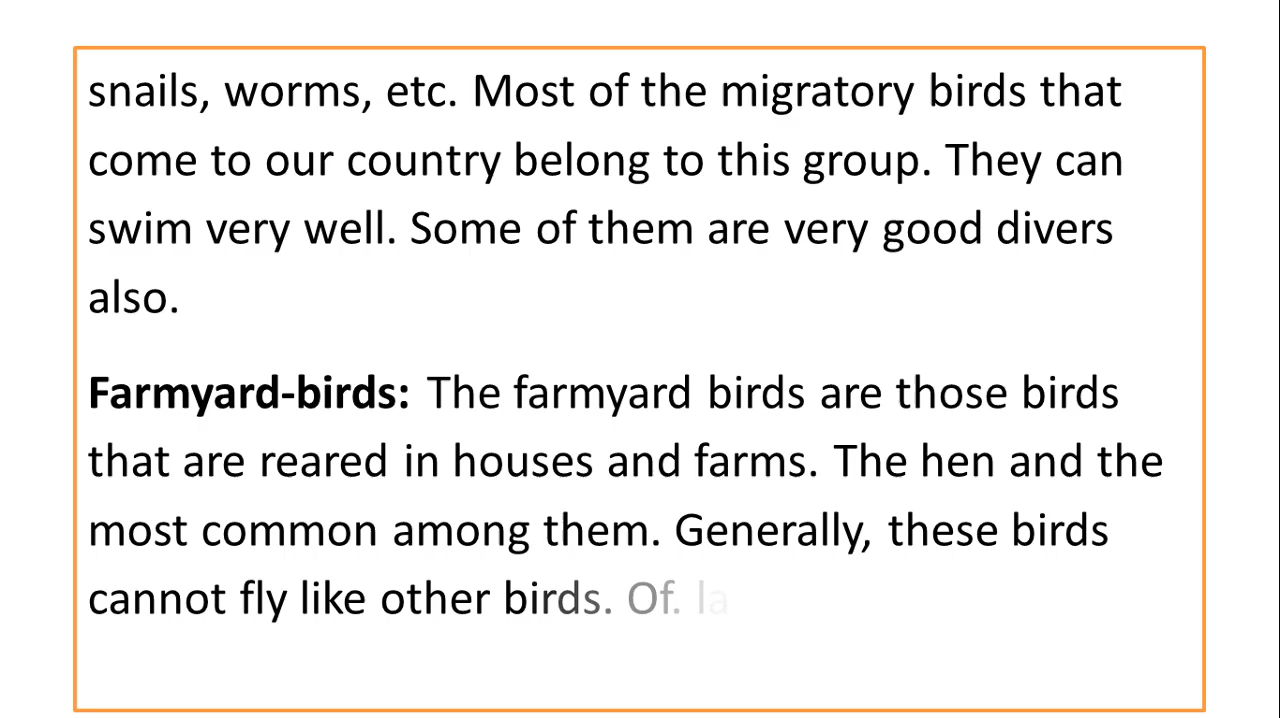 snails, worms, etc. Most of the migratory birds that
come to our country belong to this group. They can
swim very well. Some of them are very good divers
also.
Farmyard-birds: The farmyard birds are those birds
that are reared in houses and farms. The hen and the
most common among them. Generally, these birds
cannot fly like other birds. Of. la